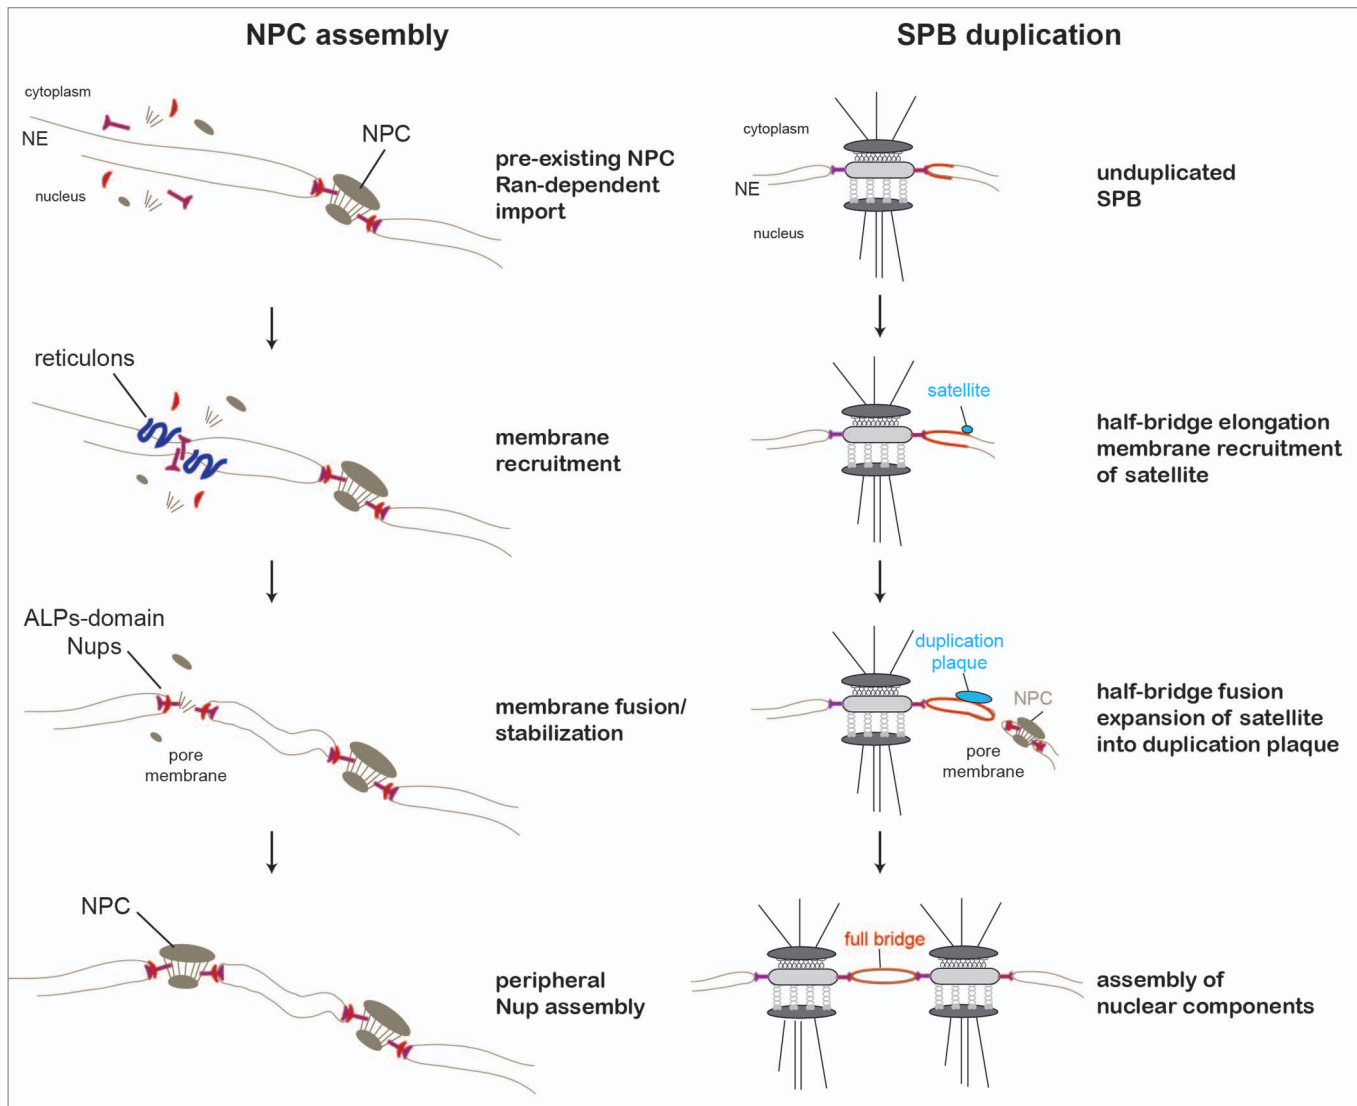 NPC assembly
cytoplasm
NE
nucleus
NPC
pre-existing NPC
Ran-dependent
import
reticulons
membrane
recruitment
ALPs-domain
Nups
pore
membrane
membrane fusion/
stabilization
NPC
peripheral
Nup assembly
SPB duplication
cytoplasm
NE
nucleus
unduplicated
SPB
satellite
half-bridge elongation
membrane recruitment
of satellite
duplication
plaque
NPC
pore
membrane
half-bridge fusion
expansion of satellite
into duplication plaque
full bridge
assembly of
nuclear components